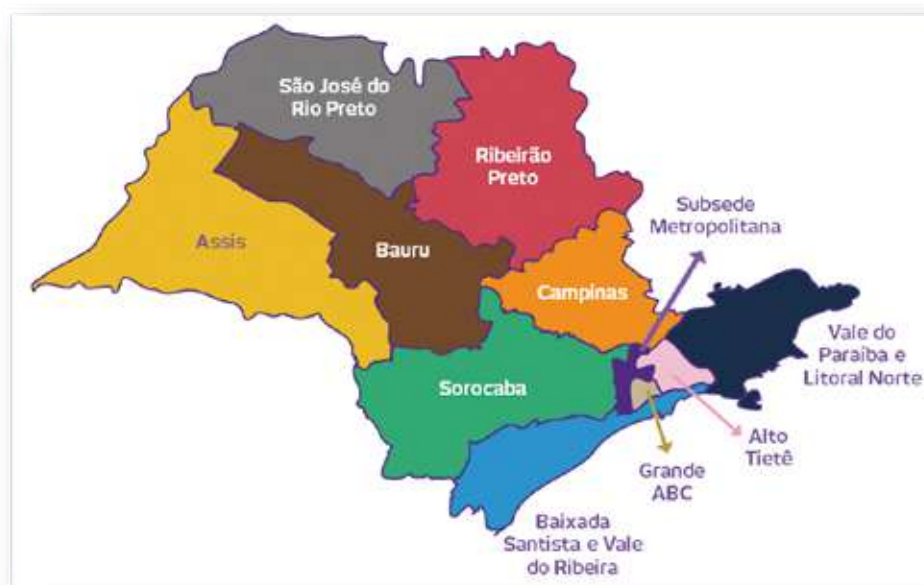 São José do
Rio Preto
Ribeirão
Preto
Subsede
Metropolitana
Assis
Bauru
Campinas
Vale do
Paraíba e
Litoral Norte
Sorocaba
Alto
Tietê
Grande
ABC
Baixada
Santista e Vale
do Ribeira